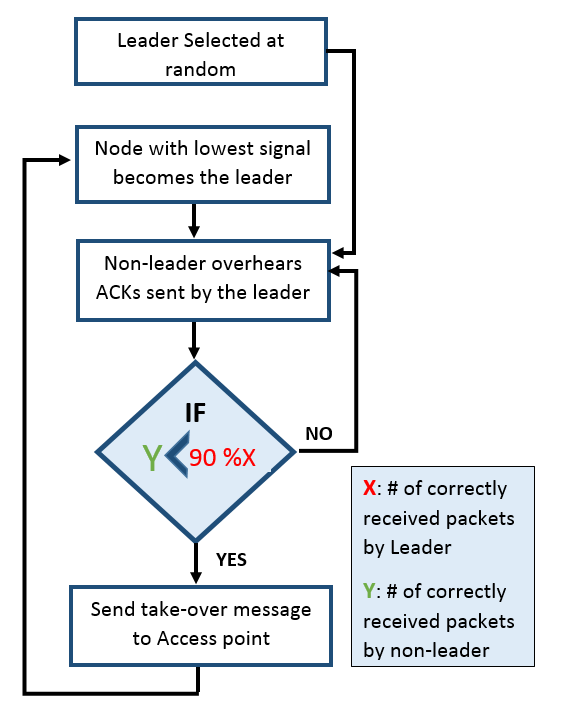 Leader Selected at
random
Node with lowest signal
becomes the leader
Non-leader overhears
ACKs sent by the leader
IF
Y < 90 %X
NO
YES
Send take-over message
to Access point
X: # of correctly
received packets
by Leader
Y: # of correctly
received packets
by non-leader